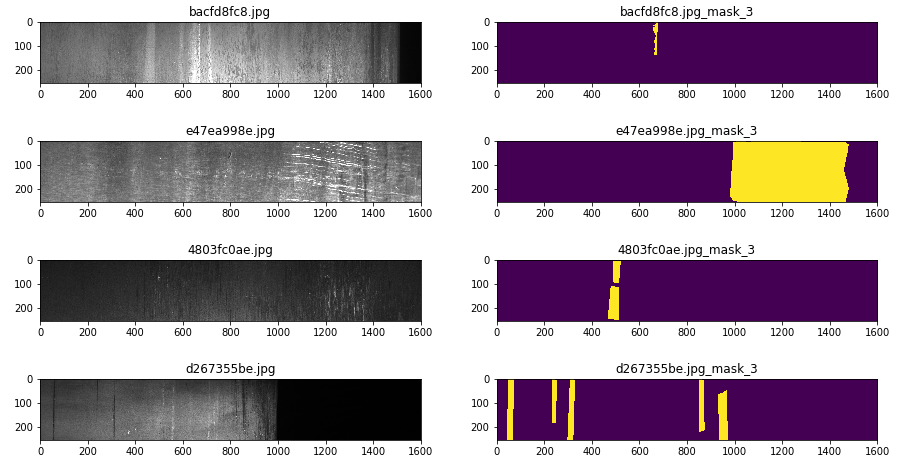 bacfd8fc8.jpg
bacfd8fc8.jpg_mask_3
0
100
200
0 200 400 600 800 1000 1200 1400 1600
0
100
200
0 200 400 600 800 1000 1200 1400 1600
e47ea998e.jpg
e47ea998e.jpg_mask_3
0
100
200
0 200 400 600 800 1000 1200 1400 1600
0
100
200
0 200 400 600 800 1000 1200 1400 1600
4803fc0ae.jpg
4803fc0ae.jpg_mask_3
0
100
200
0 200 400 600 800 1000 1200 1400 1600
0
100
200
0 200 400 600 800 1000 1200 1400 1600
d267355be.jpg
d267355be.jpg_mask_3
0
100
200
0 200 400 600 800 1000 1200 1400 1600
0
100
200
0 200 400 600 800 1000 1200 1400 1600